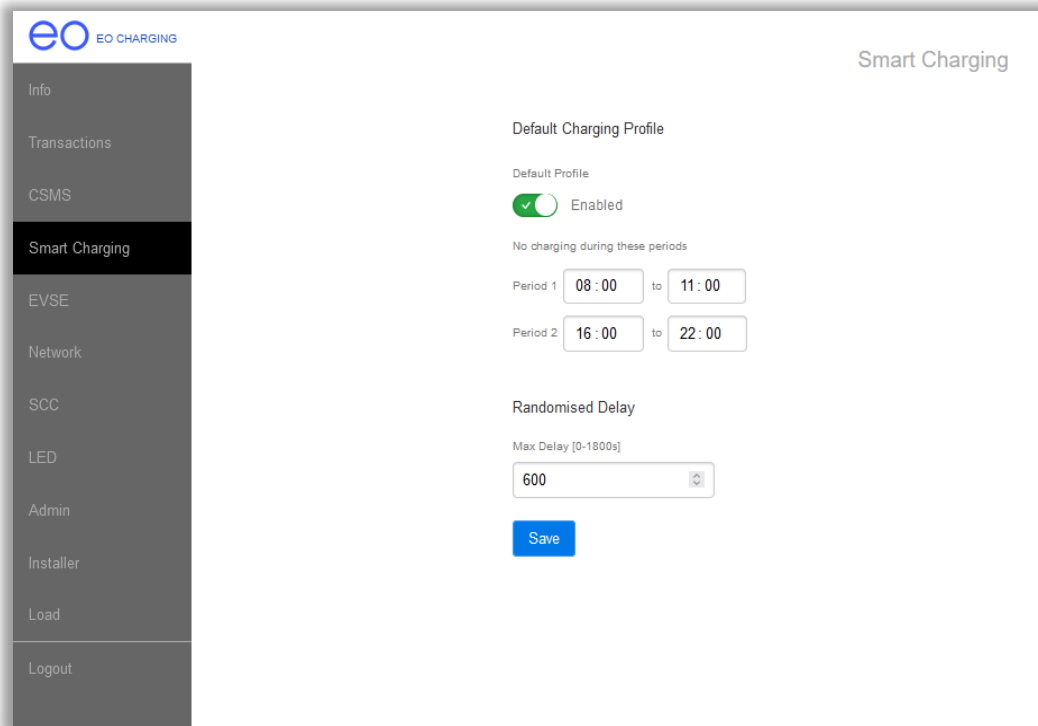 eo EO CHARGING
Smart Charging
Info
Transactions
CSMS
Smart Charging
EVSE
Network
SCC
LED
Admin
Installer
Load
Logout
Default Charging Profile
Default Profile
Enabled
No charging during these periods
Period 1 08 : 00 to 11 : 00
Period 2 16 : 00 to 22 : 00
Randomised Delay
Max Delay [0-1800s]
600
Save